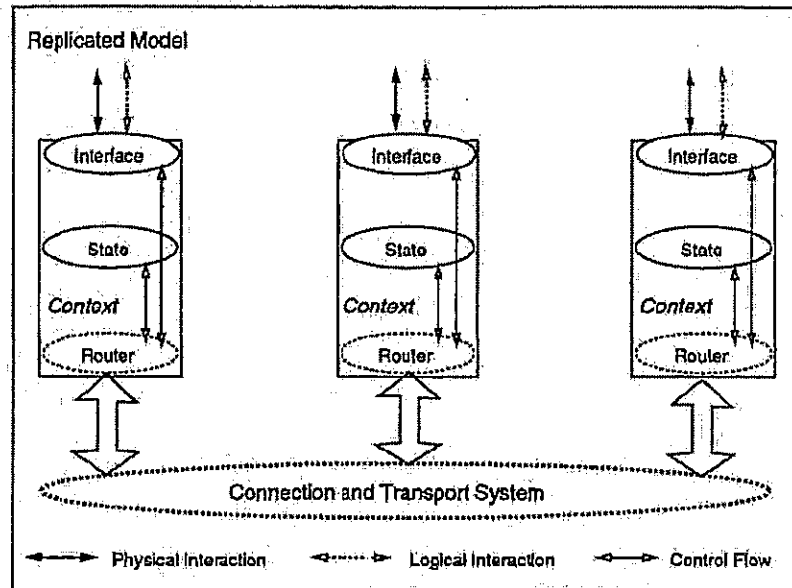 Replicated Model
Interface Interface Interface
State State State
Context Context Context
Router Router Router
Connection and Transport System
Physical Interaction Logical Interaction Control Flow